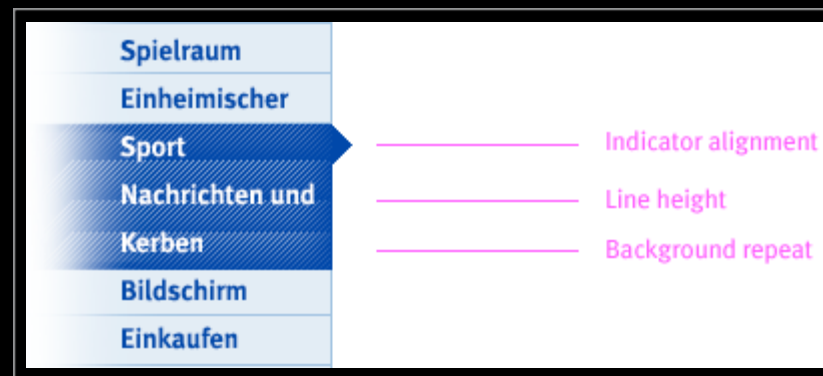 Spielraum
Einheimischer
Sport
Nachrichten und
Kerben
Bildschirm
Einkaufen
Indicator alignment
Line height
Background repeat